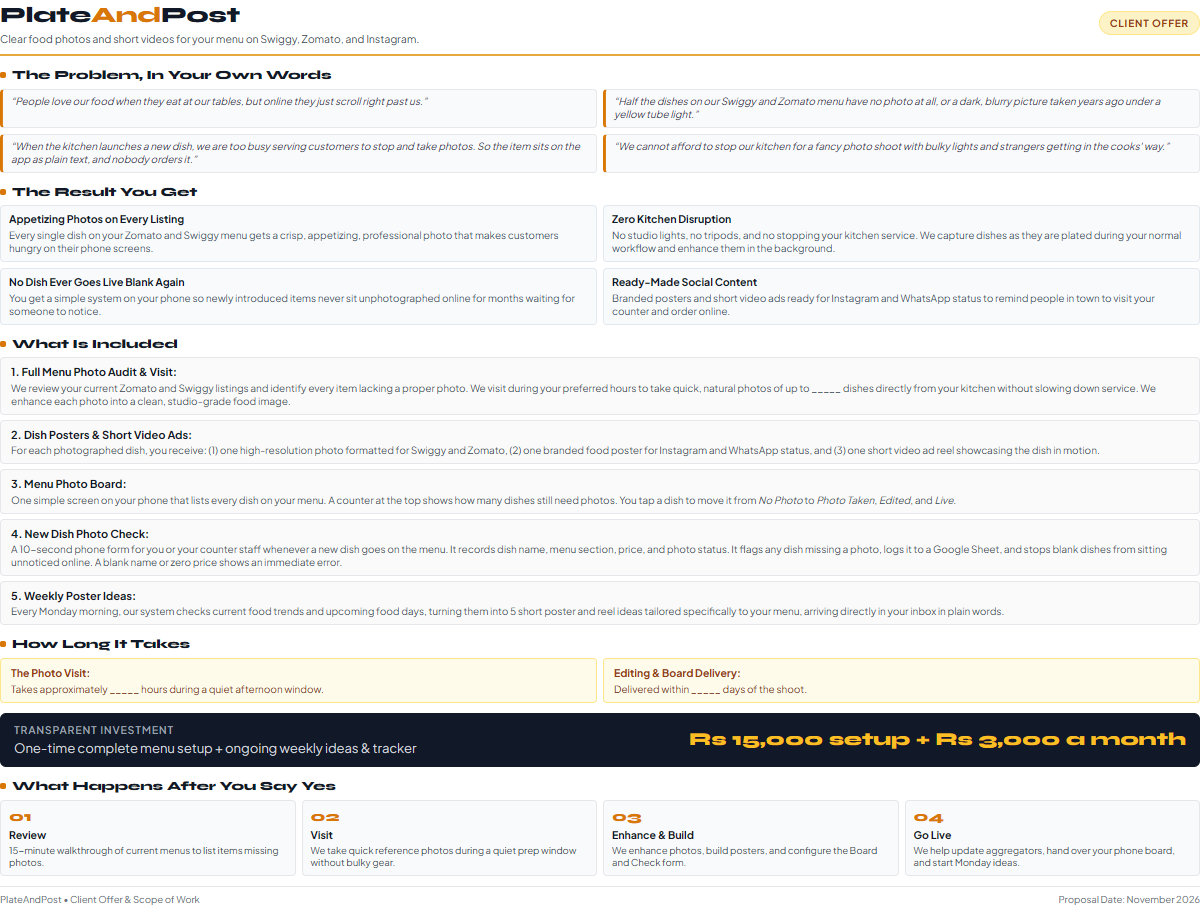 PlateAndPost
CLIENT OFFER
Clear food photos and short videos for your menu on Swiggy, Zomato, and Instagram.
The Problem, In Your Own Words
"People love our food when they eat at our tables, but online they just scroll right past us."
"Half the dishes on our Swiggy and Zomato menu have no photo at all, or a dark, blurry picture taken years ago under a
yellow tube light."
"When the kitchen launches a new dish, we are too busy serving customers to stop and take photos. So the item sits on the
app as plain text, and nobody orders it."
"We cannot afford to stop our kitchen for a fancy photo shoot with bulky lights and strangers getting in the cooks' way."
The Result You Get
Appetizing Photos on Every Listing
Every single dish on your Zomato and Swiggy menu gets a crisp, appetizing, professional photo that makes customers
hungry on their phone screens.
Zero Kitchen Disruption
No studio lights, no tripods, and no stopping your kitchen service. We capture dishes as they are plated during your normal
workflow and enhance them in the background.
No Dish Ever Goes Live Blank Again
You get a simple system on your phone so newly introduced items never sit unphotographed online for months waiting for
someone to notice.
Ready-Made Social Content
Branded posters and short video ads ready for Instagram and WhatsApp status to remind people in town to visit your
counter and order online.
What Is Included
1. Full Menu Photo Audit & Visit:
We review your current Zomato and Swiggy listings and identify every item lacking a proper photo. We visit during your preferred hours to take quick, natural photos of up to _____ dishes directly from your kitchen without slowing down service. We
enhance each photo into a clean, studio-grade food image.
2. Dish Posters & Short Video Ads:
For each photographed dish, you receive: (1) one high-resolution photo formatted for Swiggy and Zomato, (2) one branded food poster for Instagram and WhatsApp status, and (3) one short video ad reel showcasing the dish in motion.
3. Menu Photo Board:
One simple screen on your phone that lists every dish on your menu. A counter at the top shows how many dishes still need photos. You tap a dish to move it from No Photo to Photo Taken, Edited, and Live.
4. New Dish Photo Check:
A 10-second phone form for you or your counter staff whenever a new dish goes on the menu. It records dish name, menu section, price, and photo status. It flags any dish missing a photo, logs it to a Google Sheet, and stops blank dishes from sitting
unnoticed online. A blank name or zero price shows an immediate error.
5. Weekly Poster Ideas:
Every Monday morning, our system checks current food trends and upcoming food days, turning them into 5 short poster and reel ideas tailored specifically to your menu, arriving directly in your inbox in plain words.
How Long It Takes
The Photo Visit:
Takes approximately _____ hours during a quiet afternoon window.
Editing & Board Delivery:
Delivered within _____ days of the shoot.
TRANSPARENT INVESTMENT
One-time complete menu setup + ongoing weekly ideas & tracker
Rs 15,000 setup + Rs 3,000 a month
What Happens After You Say Yes
01
Review
15-minute walkthrough of current menus to list items missing
photos.
02
Visit
We take quick reference photos during a quiet prep window
without bulky gear.
03
Enhance & Build
We enhance photos, build posters, and configure the Board
and Check form.
04
Go Live
We help update aggregators, hand over your phone board,
and start Monday ideas.
PlateAndPost • Client Offer & Scope of Work
Proposal Date: November 2026